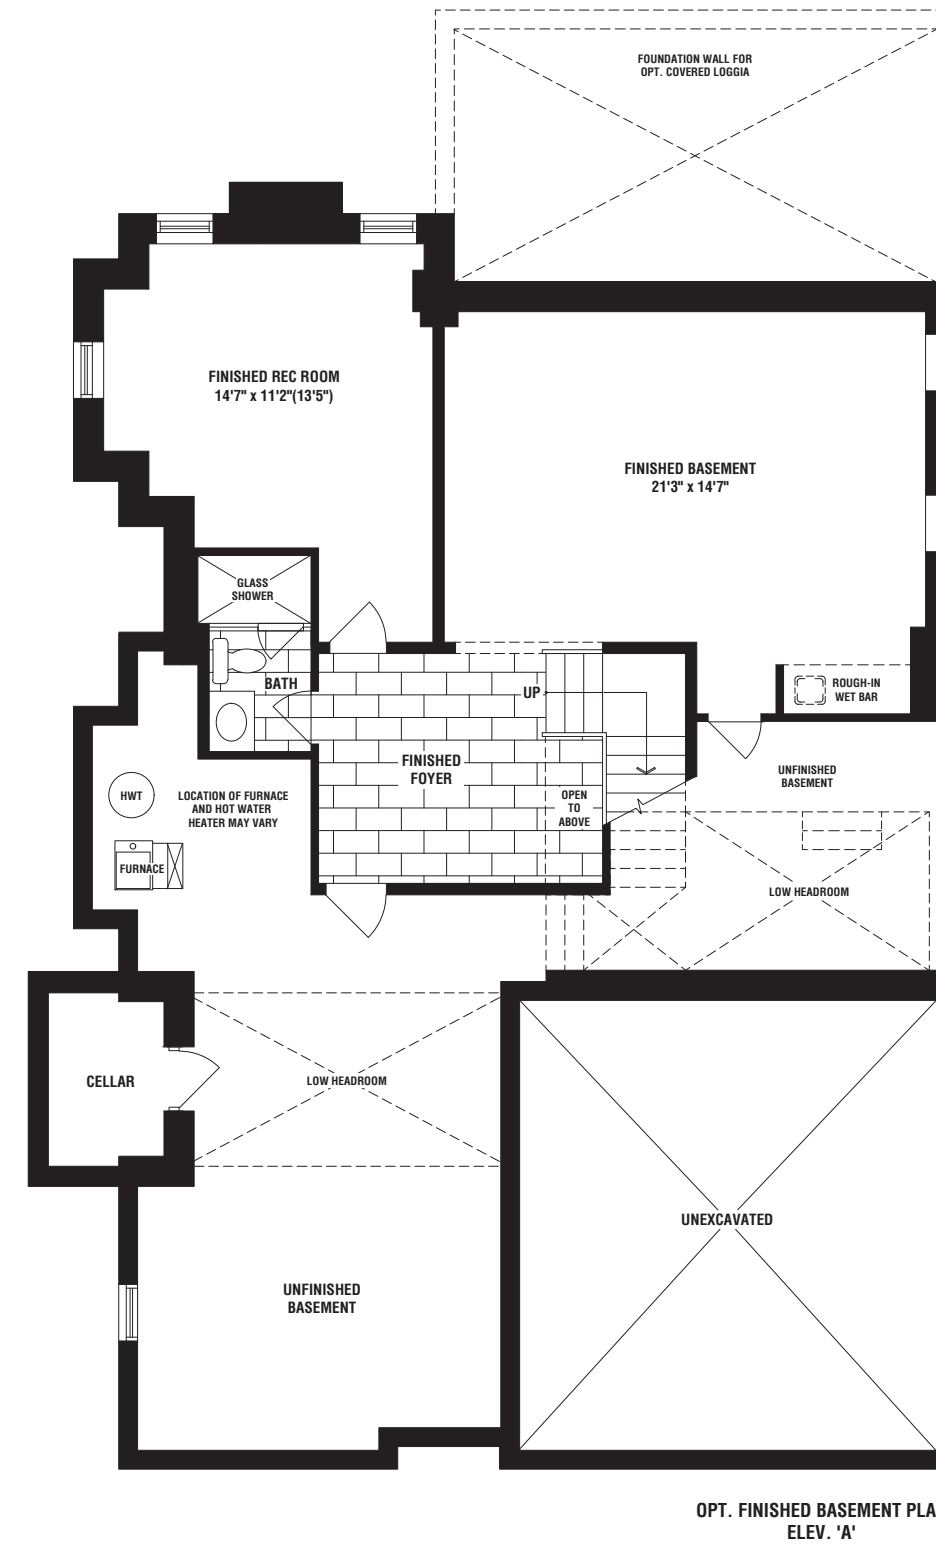 FOUNDATION WALL FOR
OPT. COVERED LOGGIA
FINISHED REC ROOM
14'7" x 11'2"(13'5")
FINISHED BASEMENT
21'3" x 14'7"
GLASS
SHOWER
BATH
UP
ROUGH-IN
WET BAR
FINISHED
FOYER
UNFINISHED
BASEMENT
HWT
LOCATION OF FURNACE
AND HOT WATER
HEATER MAY VARY
OPEN
TO
ABOVE
FURNACE
LOW HEADROOM
CELLAR
LOW HEADROOM
UNEXCAVATED
UNFINISHED
BASEMENT
OPT. FINISHED BASEMENT PLA
ELEV. 'A'